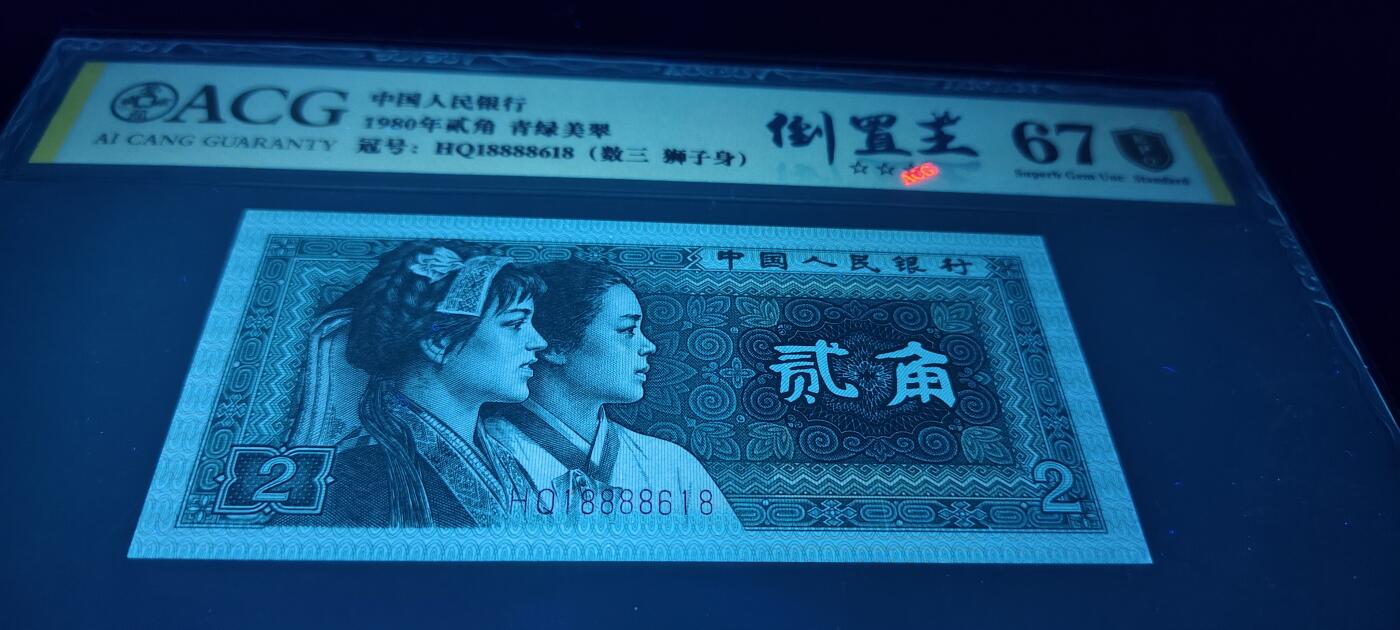 ACG
AI CANG GUARANTY
中国人民银行
1980年贰角 青绿美翠
冠号：HQ18888618（数三 狮子身）
倒置王
☆☆
ACG
67
Superb Gem Unc Standard
中国人民银行
贰角
2
HQ18888618
2